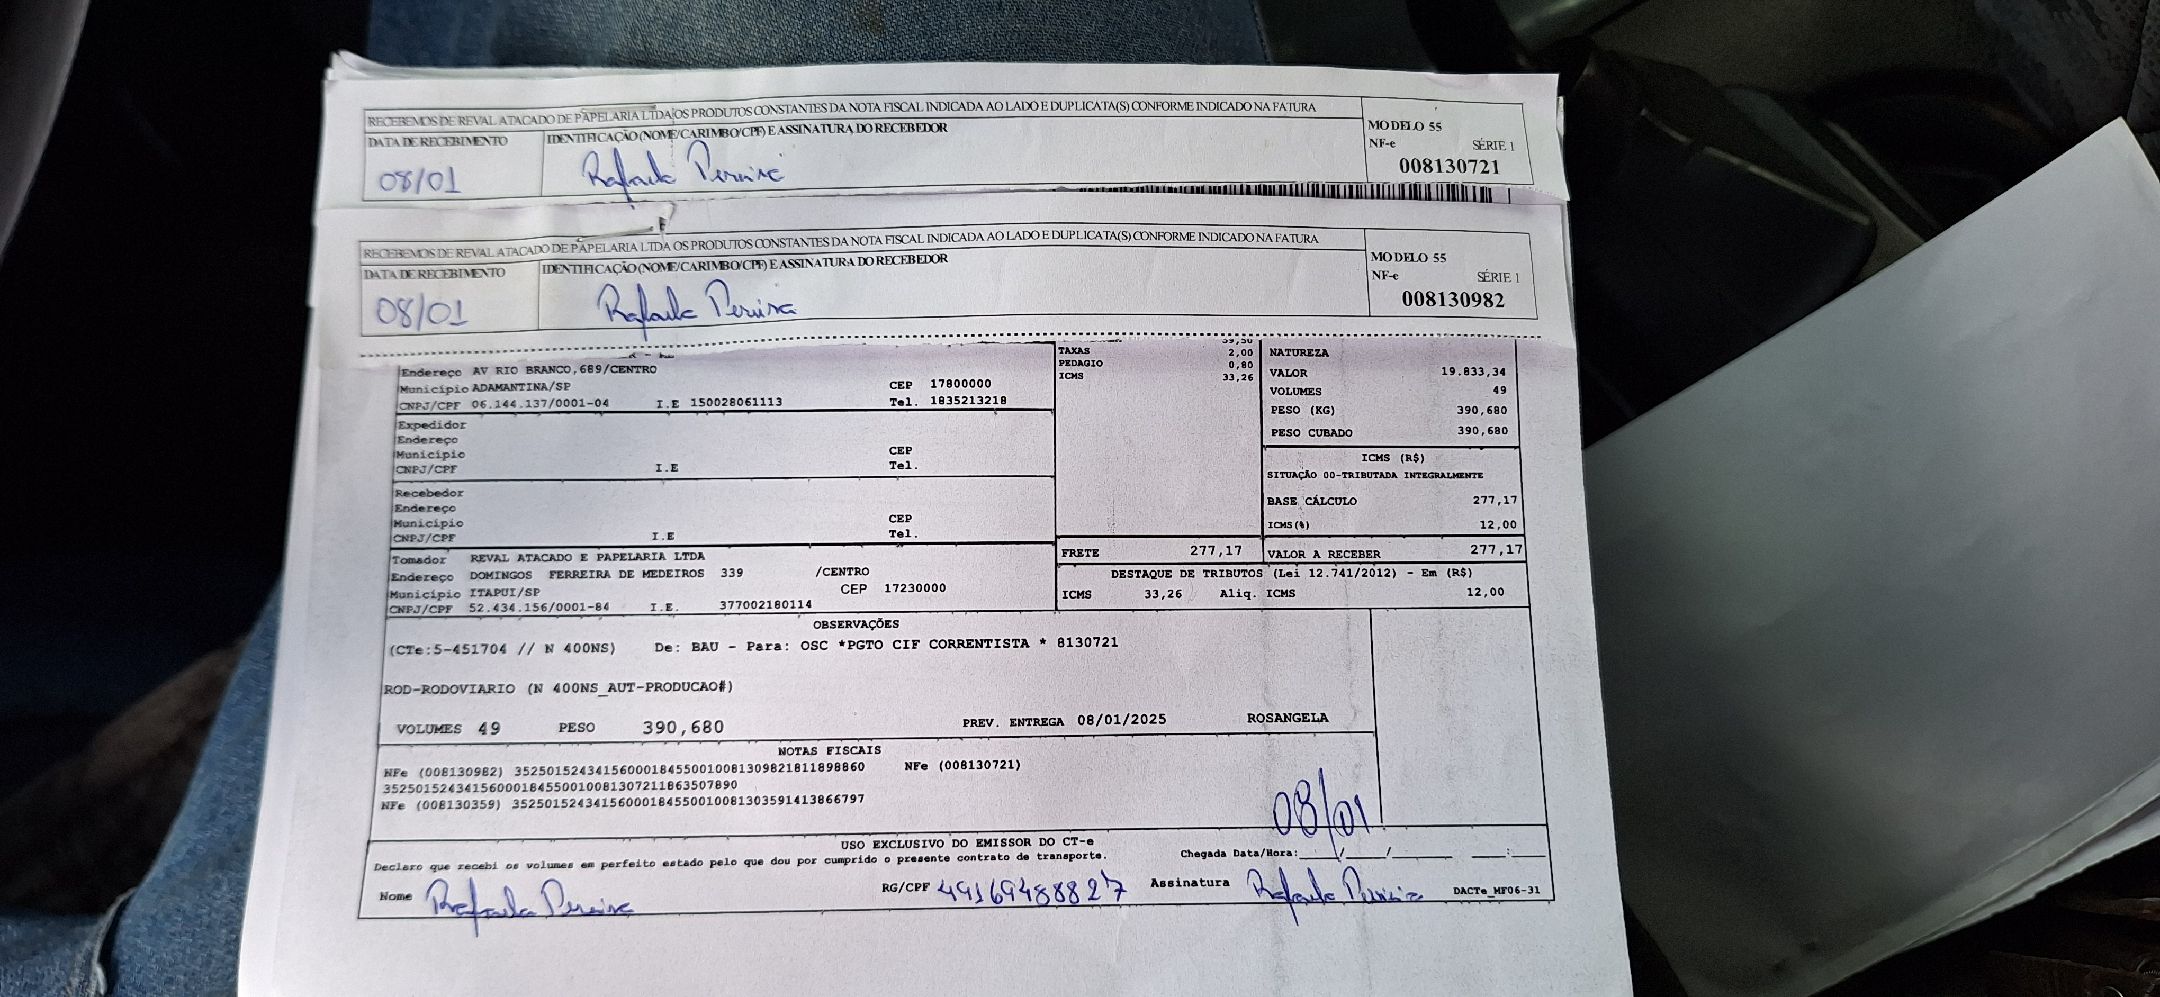 RECEBEMOS DE REVAL ATACADO DE PAPELARIA LTDA OS PRODUTOS CONSTANTES DA NOTA FISCAL INDICADA AO LADO E DUPLICATA(S) CONFORME INDICADO NA FATURA
DATA DE RECEBIMENTO IDENTIFICAÇÃO (NOME/CARIMBO/CPF) E ASSINATURA DO RECEBEDOR
MODELO 55
NF-e SÉRIE 1
008130721
08/01 Rafaela Pereira
RECEBEMOS DE REVAL ATACADO DE PAPELARIA LTDA OS PRODUTOS CONSTANTES DA NOTA FISCAL INDICADA AO LADO E DUPLICATA(S) CONFORME INDICADO NA FATURA
DATA DE RECEBIMENTO IDENTIFICAÇÃO (NOME/CARIMBO/CPF) E ASSINATURA DO RECEBEDOR
MODELO 55
NF-e SÉRIE 1
008130982
08/01 Rafaela Pereira
Endereço AV RIO BRANCO,689/CENTRO
Município ADAMANTINA/SP CEP 17800000
CNPJ/CPF 06.144.137/0001-04 I.E 150028061113 Tel. 1835213218
Expedidor
Endereço
Município CEP
CNPJ/CPF I.E Tel.
Recebedor
Endereço
Município CEP
CNPJ/CPF I.E Tel.
Tomador REVAL ATACADO E PAPELARIA LTDA
Endereço DOMINGOS FERREIRA DE MEDEIROS 339 /CENTRO
Município ITAPUI/SP CEP 17230000
CNPJ/CPF 52.434.156/0001-84 I.E. 377002180114
TAXAS 2,00
PEDAGIO 0,80
ICMS 33,26
FRETE 277,17
NATUREZA
VALOR 19.833,34
VOLUMES 49
PESO (KG) 390,680
PESO CUBADO 390,680
ICMS (R$)
SITUAÇÃO 00-TRIBUTADA INTEGRALMENTE
BASE CÁLCULO 277,17
ICMS(%) 12,00
VALOR A RECEBER 277,17
DESTAQUE DE TRIBUTOS (Lei 12.741/2012) - Em (R$)
ICMS 33,26 Aliq. ICMS 12,00
OBSERVAÇÕES
(CTe:5-451704 // N 400NS) De: BAU - Para: OSC *PGTO CIF CORRENTISTA * 8130721
ROD-RODOVIARIO (N 400NS_AUT-PRODUCAO#)
VOLUMES 49 PESO 390,680 PREV. ENTREGA 08/01/2025 ROSANGELA
NOTAS FISCAIS
NFe (008130982) 35250152434156000184550010081309821811898860 NFe (008130721)
35250152434156000184550010081307211863507890
NFe (008130359) 35250152434156000184550010081303591413866797
08/01
USO EXCLUSIVO DO EMISSOR DO CT-e
Declaro que recebi os volumes em perfeito estado pelo que dou por cumprido o presente contrato de transporte. Chegada Data/Hora:____/____/______ ___:___
Nome Rafaela Pereira RG/CPF 49169488827 Assinatura Rafaela Pereira DACTe_MF06-31